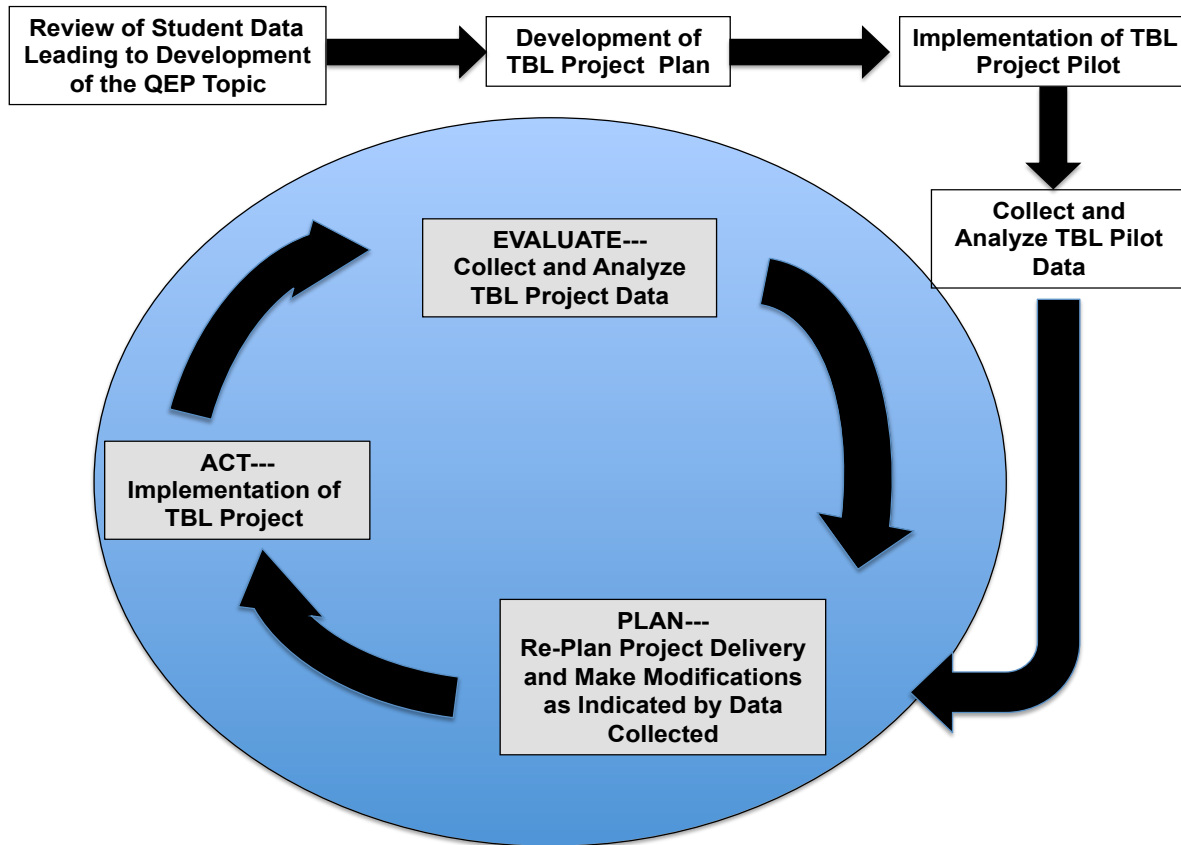 Review of Student Data
Leading to Development
of the QEP Topic
Development of
TBL Project Plan
Implementation of TBL
Project Pilot
Collect and
Analyze TBL Pilot
Data
EVALUATE---
Collect and Analyze
TBL Project Data
ACT---
Implementation of
TBL Project
PLAN---
Re-Plan Project Delivery
and Make Modifications
as Indicated by Data
Collected